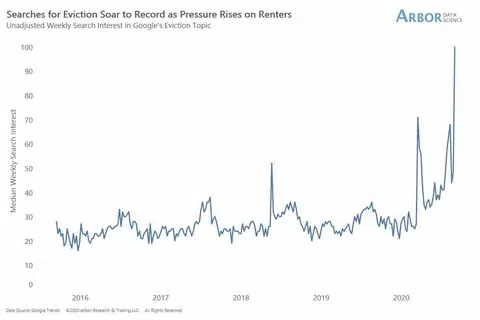 Searches for Eviction Soar to Record as Pressure Rises on Renters
Unadjusted Weekly Search Interest in Google's Eviction Topic
ARBOR DATA SCIENCE
Median Weekly Search Interest
100
90
80
70
60
50
40
30
20
10
0
2016 2017 2018 2019 2020
Data Source: Google Trends ©2020 Arbor Research & Trading LLC All Rights Reserved